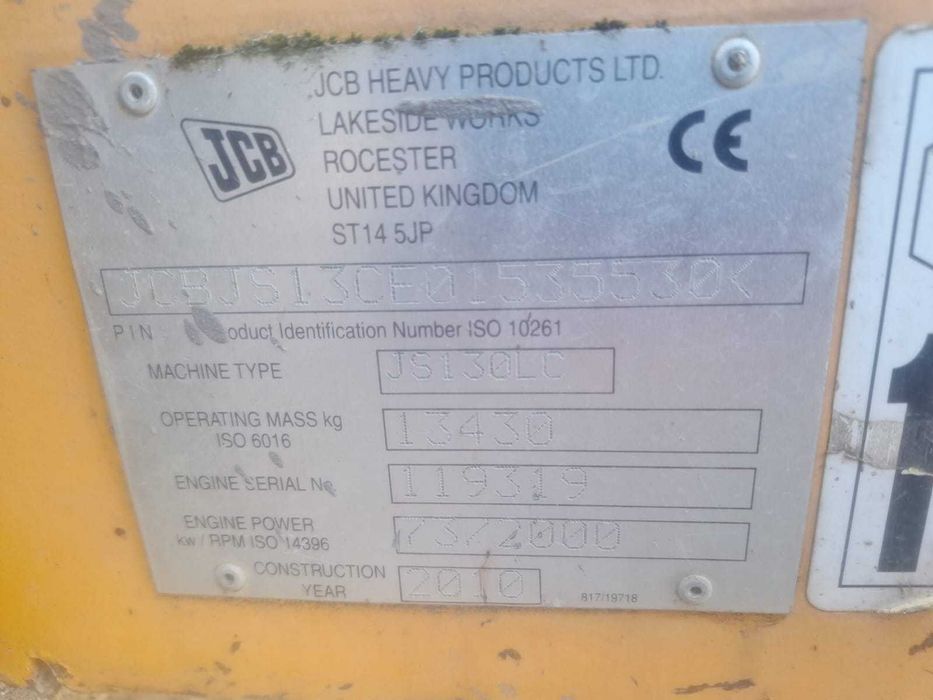 JCB HEAVY PRODUCTS LTD.
LAKESIDE WORKS
ROCESTER
UNITED KINGDOM
ST14 5JP
JCB
CE
JCBJS13CE01535530K
PIN oduct Identification Number ISO 10261
MACHINE TYPE JS130LC
OPERATING MASS kg 13430
ISO 6016
ENGINE SERIAL No 119319
ENGINE POWER 73/2000
kw / RPM ISO 14396
CONSTRUCTION 2010
YEAR
817/19718